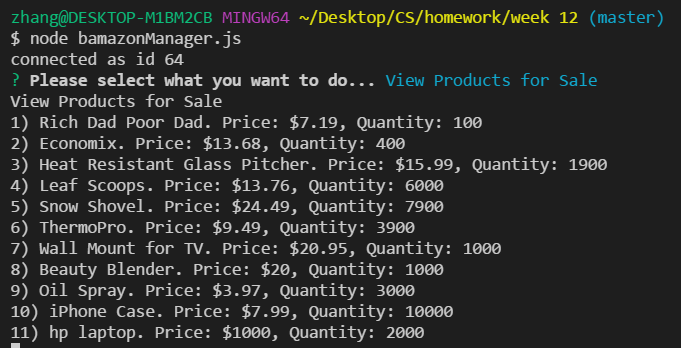 zhang@DESKTOP-M1BM2CB MINGW64 ~/Desktop/CS/homework/week 12 (master)
$ node bamazonManager.js
connected as id 64
? Please select what you want to do... View Products for Sale
View Products for Sale
1) Rich Dad Poor Dad. Price: $7.19, Quantity: 100
2) Economix. Price: $13.68, Quantity: 400
3) Heat Resistant Glass Pitcher. Price: $15.99, Quantity: 1900
4) Leaf Scoops. Price: $13.76, Quantity: 6000
5) Snow Shovel. Price: $24.49, Quantity: 7900
6) ThermoPro. Price: $9.49, Quantity: 3900
7) Wall Mount for TV. Price: $20.95, Quantity: 1000
8) Beauty Blender. Price: $20, Quantity: 1000
9) Oil Spray. Price: $3.97, Quantity: 3000
10) iPhone Case. Price: $7.99, Quantity: 10000
11) hp laptop. Price: $1000, Quantity: 2000